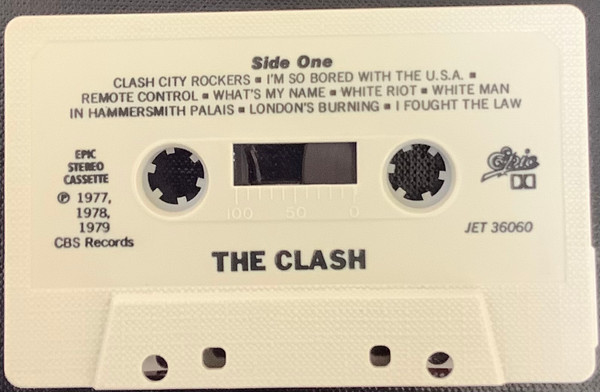 Side One
CLASH CITY ROCKERS ▪ I'M SO BORED WITH THE U.S.A. ▪
REMOTE CONTROL ▪ WHAT'S MY NAME ▪ WHITE RIOT ▪ WHITE MAN
IN HAMMERSMITH PALAIS ▪ LONDON'S BURNING ▪ I FOUGHT THE LAW
EPIC
STEREO
CASSETTE
℗ 1977,
1978,
1979
CBS Records
100 50 0
Epic
JET 36060
THE CLASH